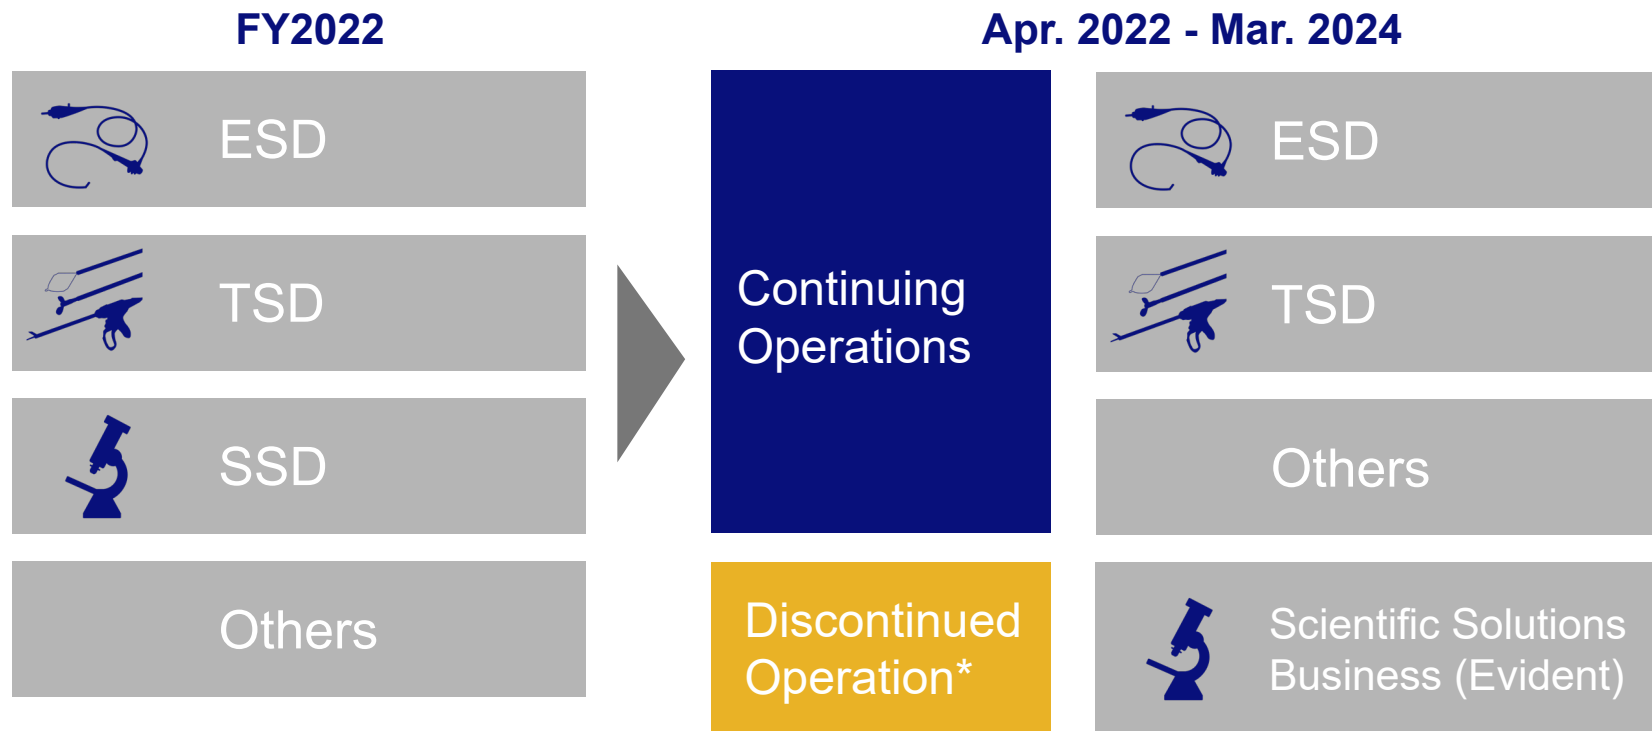 FY2022
ESD
TSD
SSD
Others
Apr. 2022 - Mar. 2024
Continuing
Operations
ESD
TSD
Others
Discontinued
Operation*
Scientific Solutions
Business (Evident)